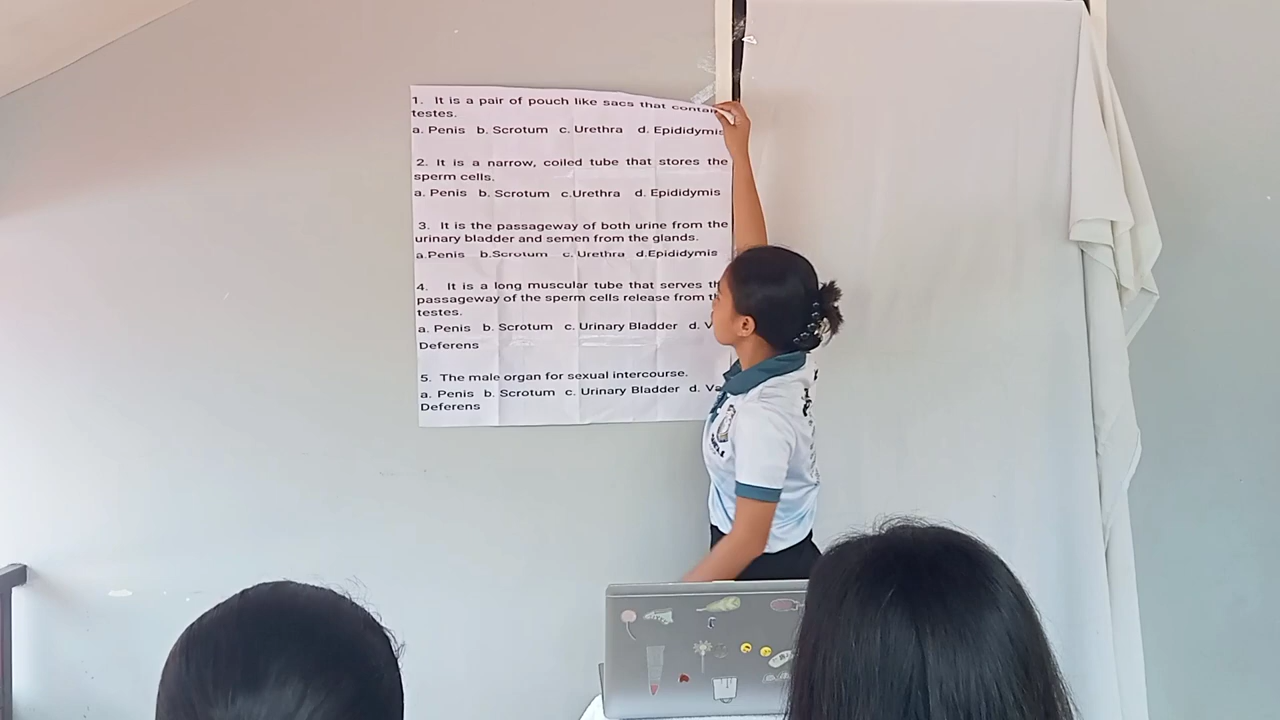 1. It is a pair of pouch like sacs that contain
testes.
a. Penis b. Scrotum c. Urethra d. Epididymis
2. It is a narrow, coiled tube that stores the
sperm cells.
a. Penis b. Scrotum c.Urethra d. Epididymis
3. It is the passageway of both urine from the
urinary bladder and semen from the glands.
a.Penis b.Scrotum c. Urethra d.Epididymis
4. It is a long muscular tube that serves
passageway of the sperm cells release from
testes.
a. Penis b. Scrotum c. Urinary Bladder d.
Deferens
5. The male organ for sexual intercourse.
a. Penis b. Scrotum c. Urinary Bladder d.
Deferens